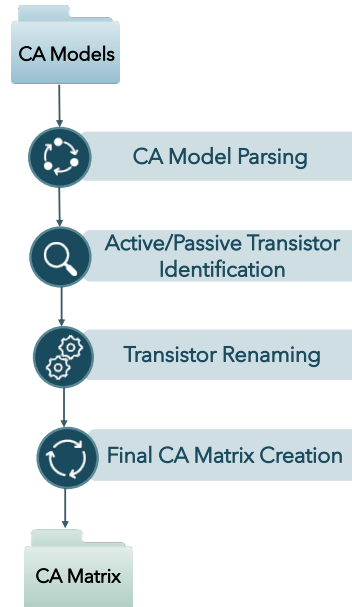 CA Models
CA Model Parsing
Active/Passive Transistor
Identification
Transistor Renaming
Final CA Matrix Creation
CA Matrix